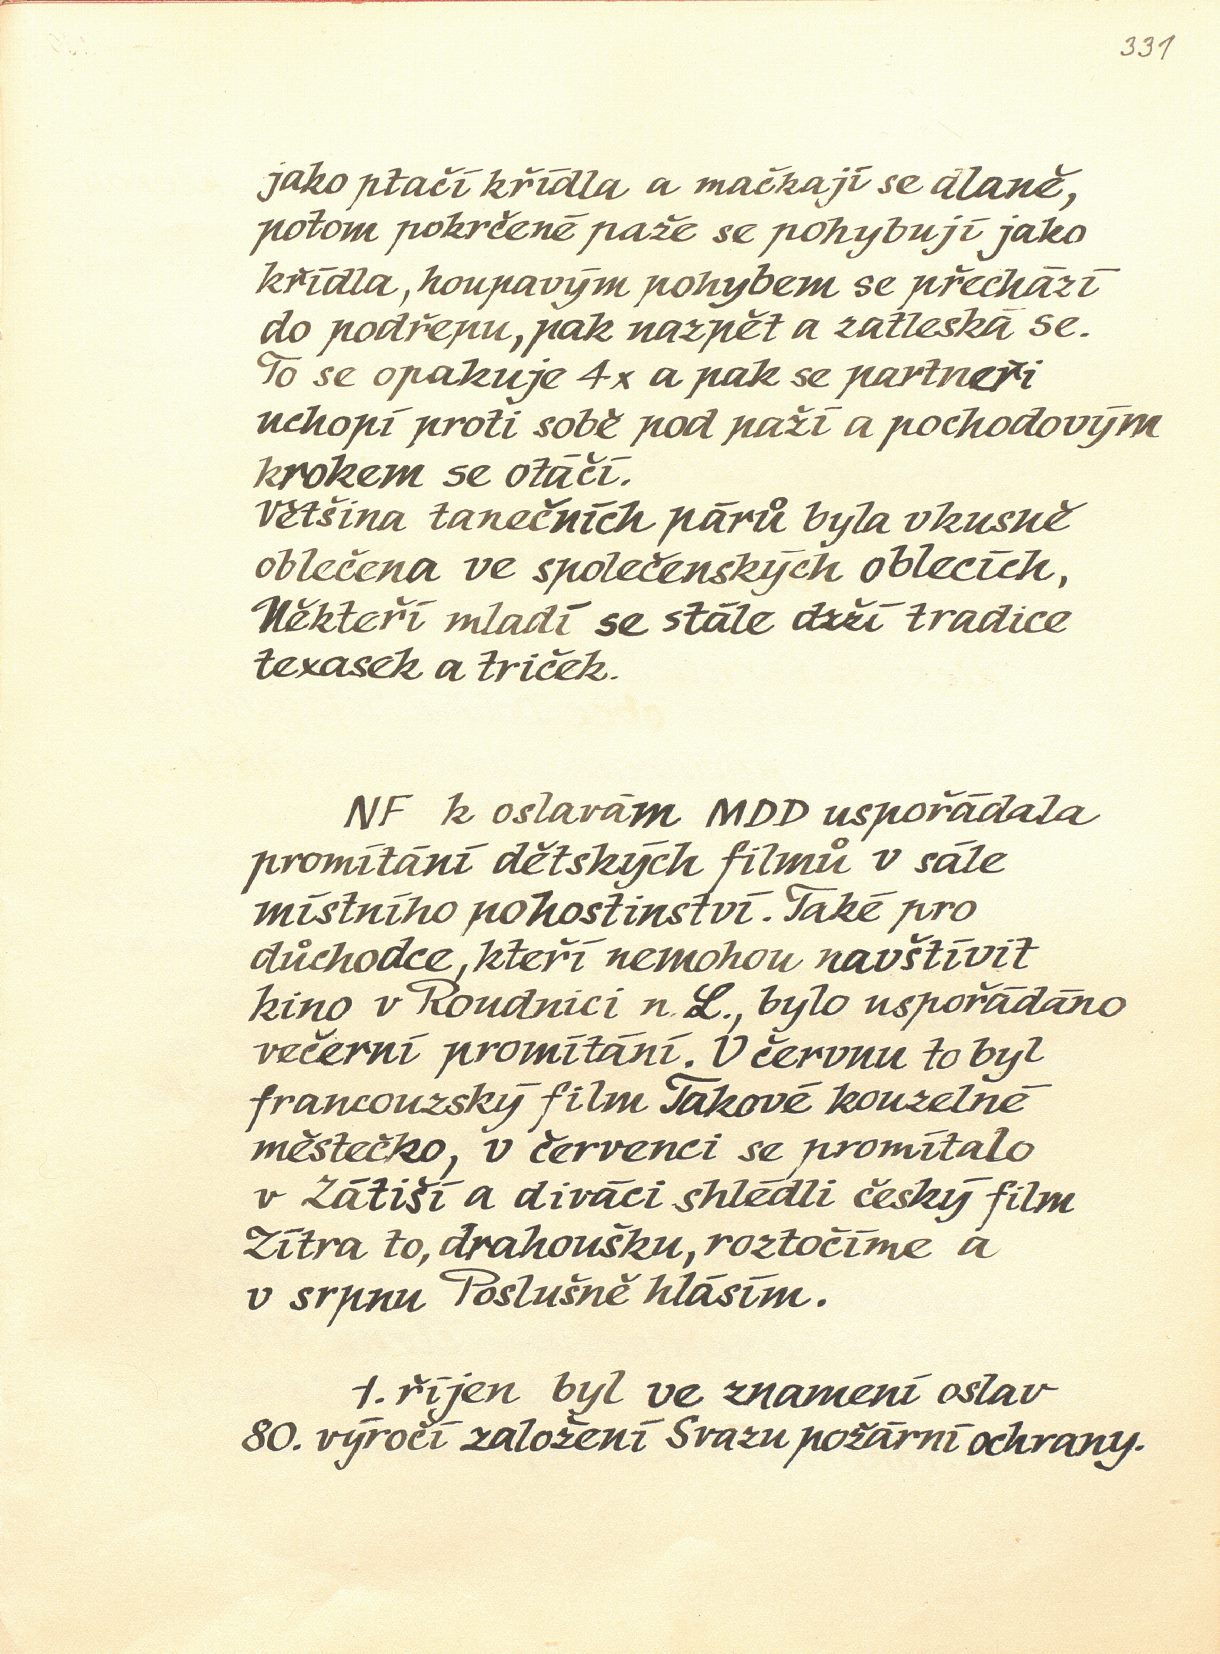 331
jako ptačí křídla a mačkají se dlaně,
potom pokrčené paže se pohybují jako
křídla, houpavým pohybem se přechází
do podřepu, pak nazpět a zatleská se.
To se opakuje 4x a pak se partneři
uchopí proti sobě pod paží a pochodovým
krokem se otáčí.
Většina tanečních párů byla vkusně
oblečena ve společenských oblecích,
Někteří mladí se stále drží tradice
texasek a triček.
NF k oslavám MDD uspořádala
promítání dětských filmů v sále
místního pohostinství. Také pro
důchodce, kteří nemohou navštívit
kino v Roudnici n. L., bylo uspořádáno
večerní promítání. V červnu to byl
francouzský film Takové kouzelné
městečko, v červenci se promítalo
v Zátiší a diváci shlédli český film
Zítra to, drahoušku, roztočíme a
v srpnu Poslušně hlásím.
1. říjen byl ve znamení oslav
80. výročí založení Svazu požární ochrany.